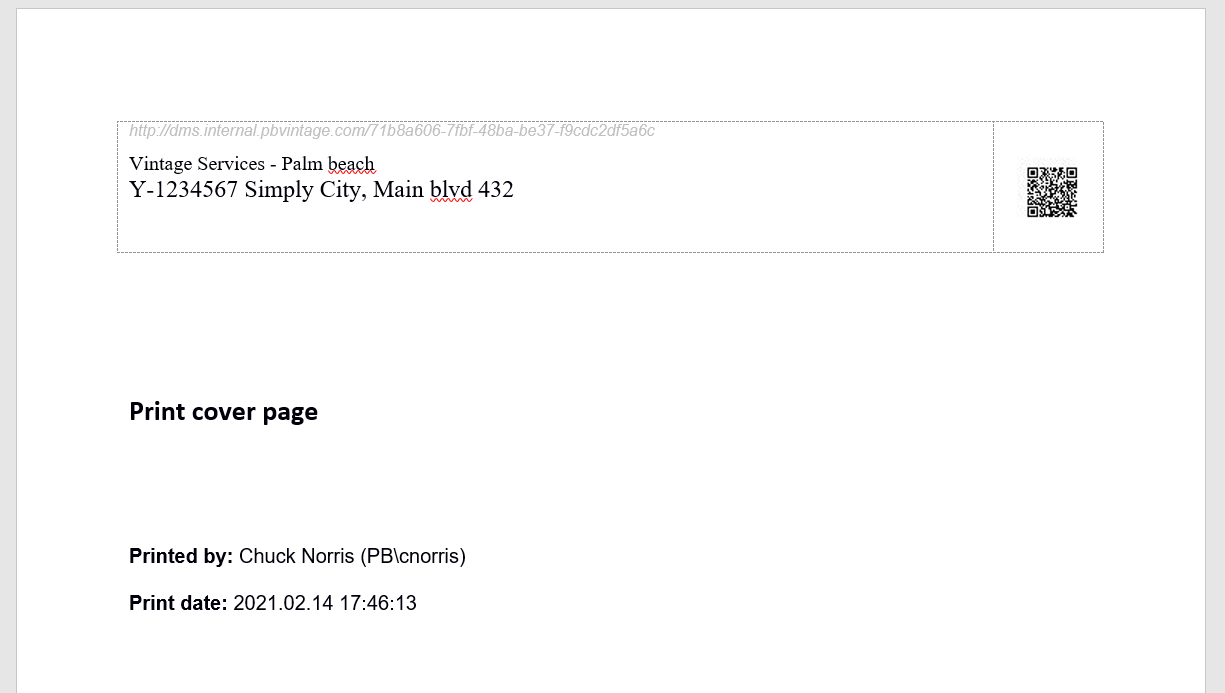 http://dms.internal.pbvintage.com/71b8a606-7fbf-48ba-be37-f9cdc2df5a6c
Vintage Services - Palm beach
Y-1234567 Simply City, Main blvd 432
Print cover page
Printed by: Chuck Norris (PB\cnorris)
Print date: 2021.02.14 17:46:13